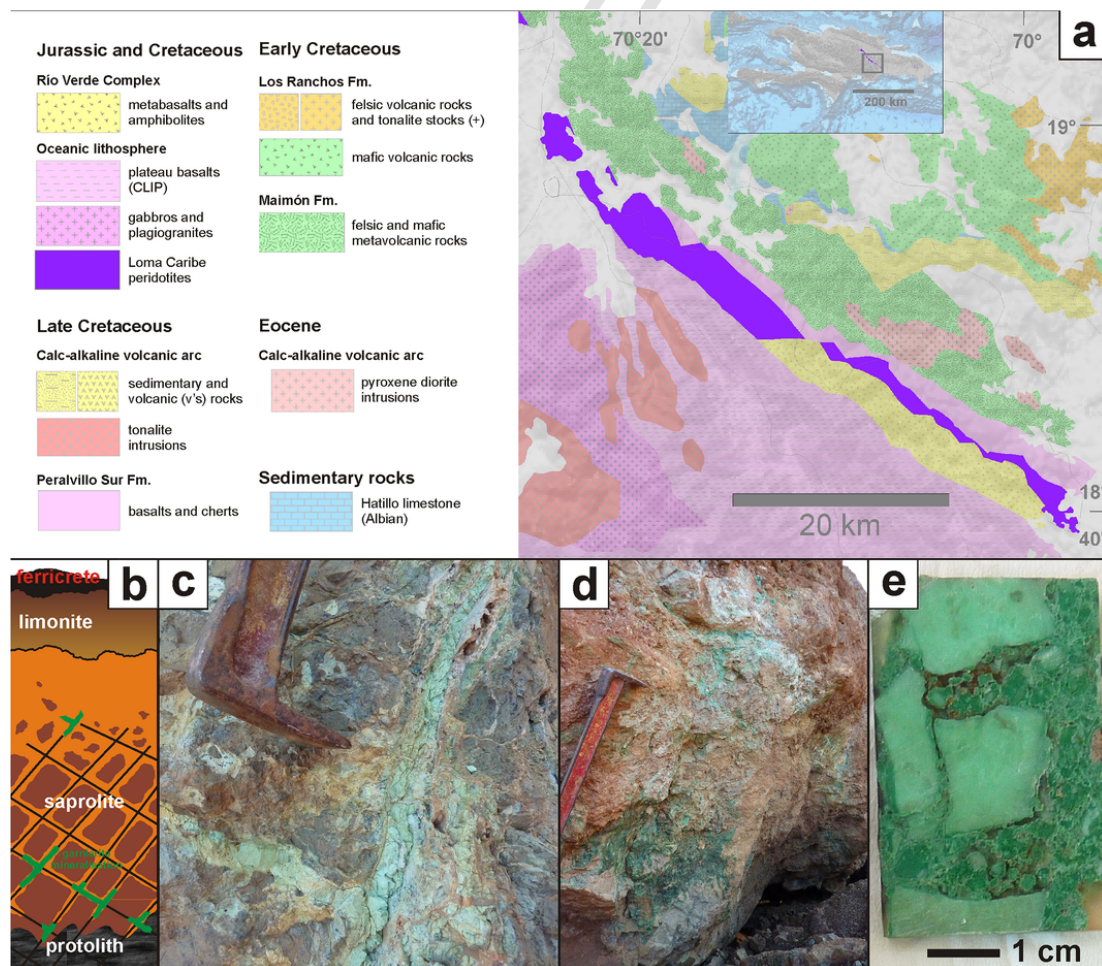 Jurassic and Cretaceous
Río Verde Complex
metabasalts and
amphibolites
Oceanic lithosphere
plateau basalts
(CLIP)
gabbros and
plagiogranites
Loma Caribe
peridotites
Early Cretaceous
Los Ranchos Fm.
felsic volcanic rocks
and tonalite stocks (+)
mafic volcanic rocks
Maimón Fm.
felsic and mafic
metavolcanic rocks
Late Cretaceous
Calc-alkaline volcanic arc
sedimentary and
volcanic (v's) rocks
tonalite
intrusions
Peralvillo Sur Fm.
basalts and cherts
Eocene
Calc-alkaline volcanic arc
pyroxene diorite
intrusions
Sedimentary rocks
Hatillo limestone
(Albian)
a
70°20'
70°
200 km
19°
18°
40'
20 km
b
ferricrete
limonite
saprolite
protolith
c
d
e
1 cm